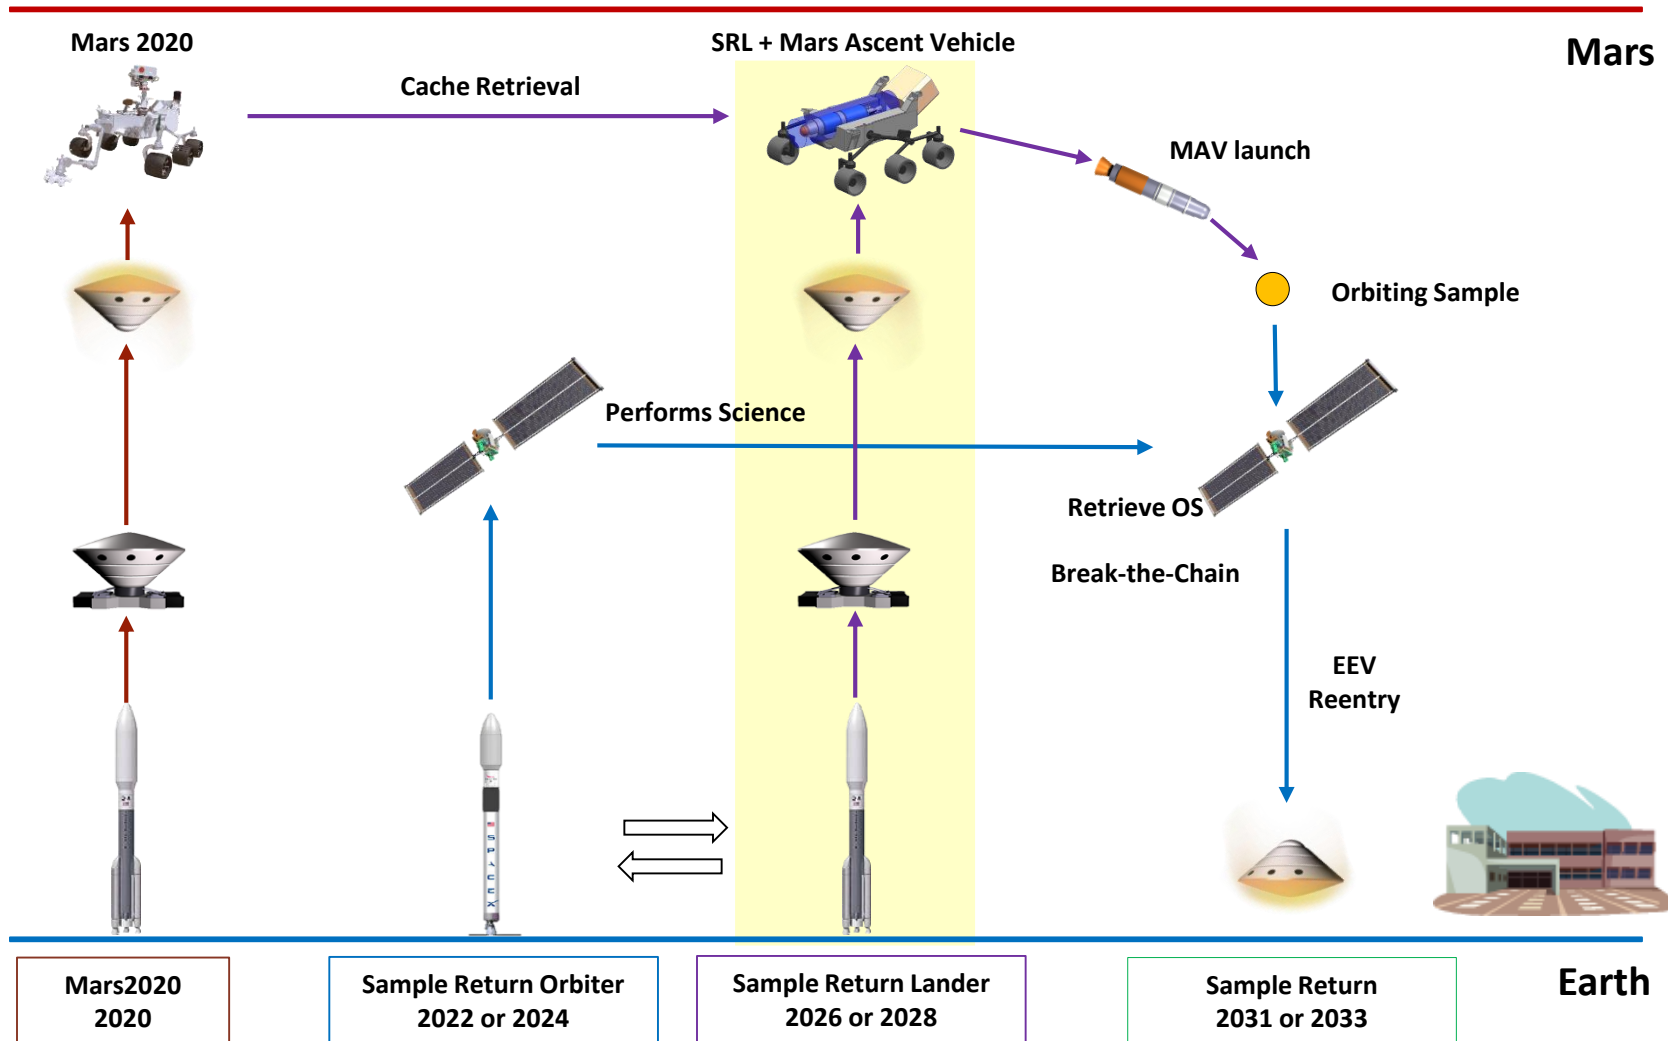 Mars 2020
SRL + Mars Ascent Vehicle
Mars
Cache Retrieval
MAV launch
Orbiting Sample
Performs Science
Retrieve OS
Break-the-Chain
EEV
Reentry
SPACEX
Mars2020
2020
Sample Return Orbiter
2022 or 2024
Sample Return Lander
2026 or 2028
Sample Return
2031 or 2033
Earth